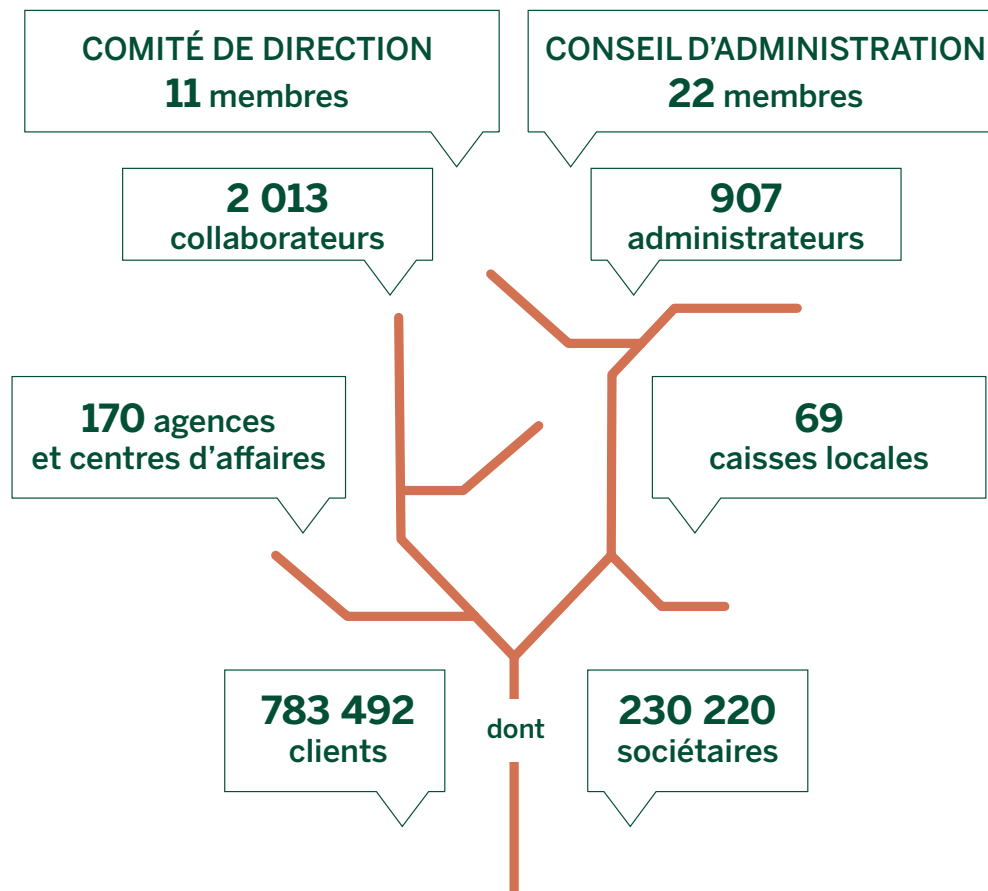 COMITÉ DE DIRECTION
11 membres
CONSEIL D’ADMINISTRATION
22 membres
2 013
collaborateurs
907
administrateurs
170 agences
et centres d’affaires
69
caisses locales
783 492
clients
dont
230 220
sociétaires